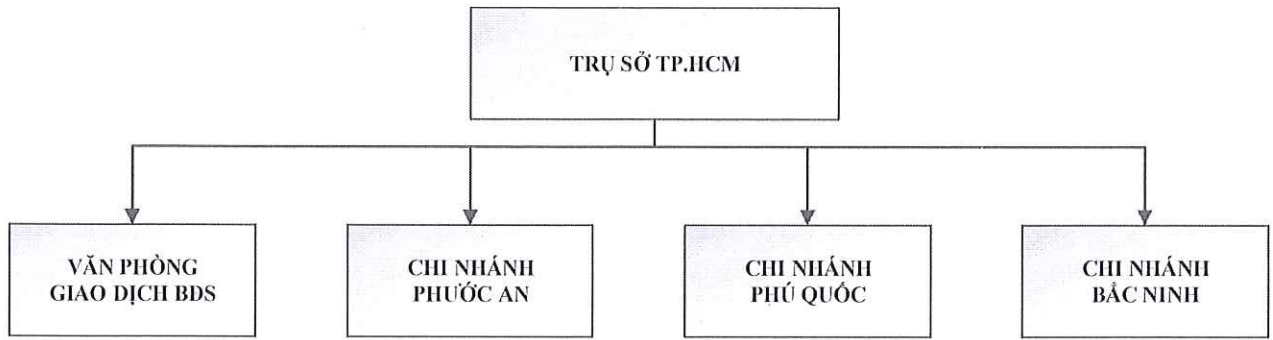 TRỤ SỞ TP.HCM
VĂN PHÒNG
GIAO DỊCH BĐS
CHI NHÁNH
PHƯỚC AN
CHI NHÁNH
PHÚ QUỐC
CHI NHÁNH
BẮC NINH